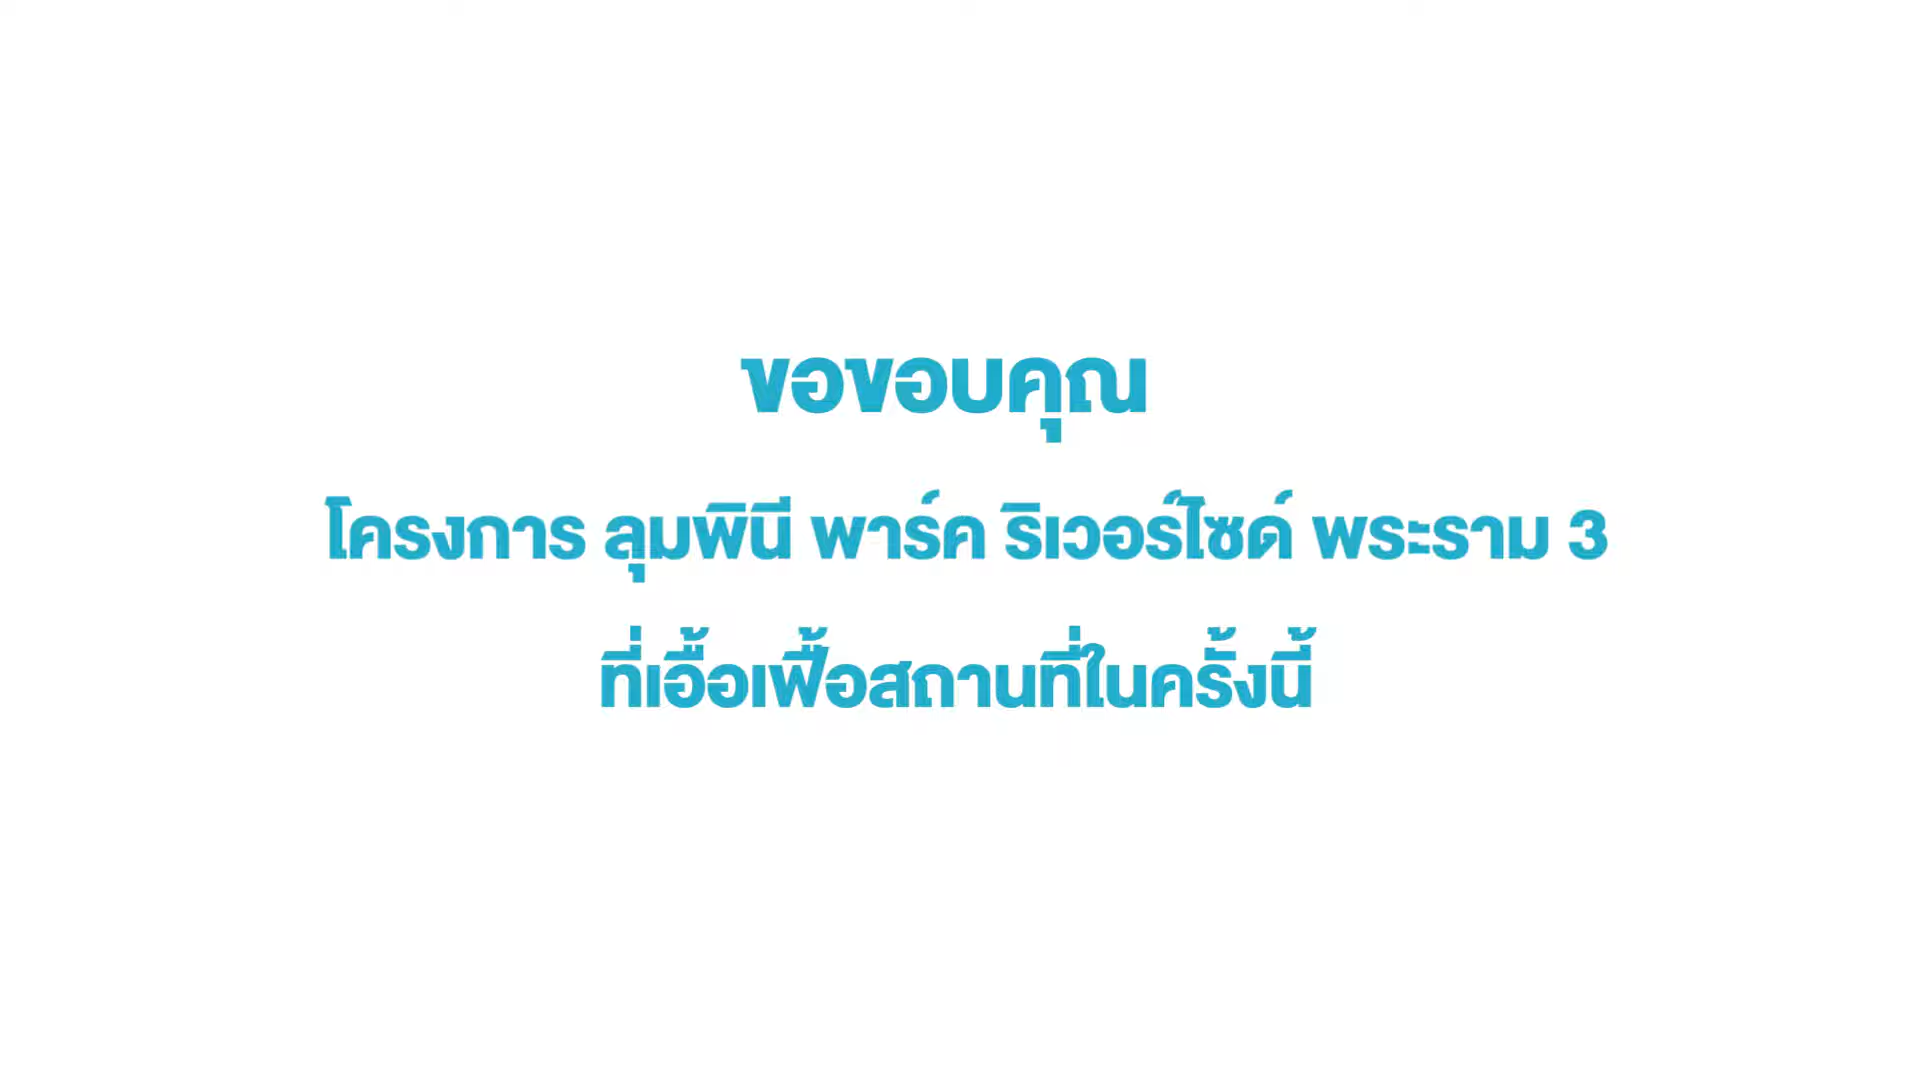 ขอขอบคุณ
โครงการ ลุมพินี พาร์ค ริเวอร์ไซด์ พระราม 3
ที่เอื้อเฟื้อสถานที่ในครั้งนี้